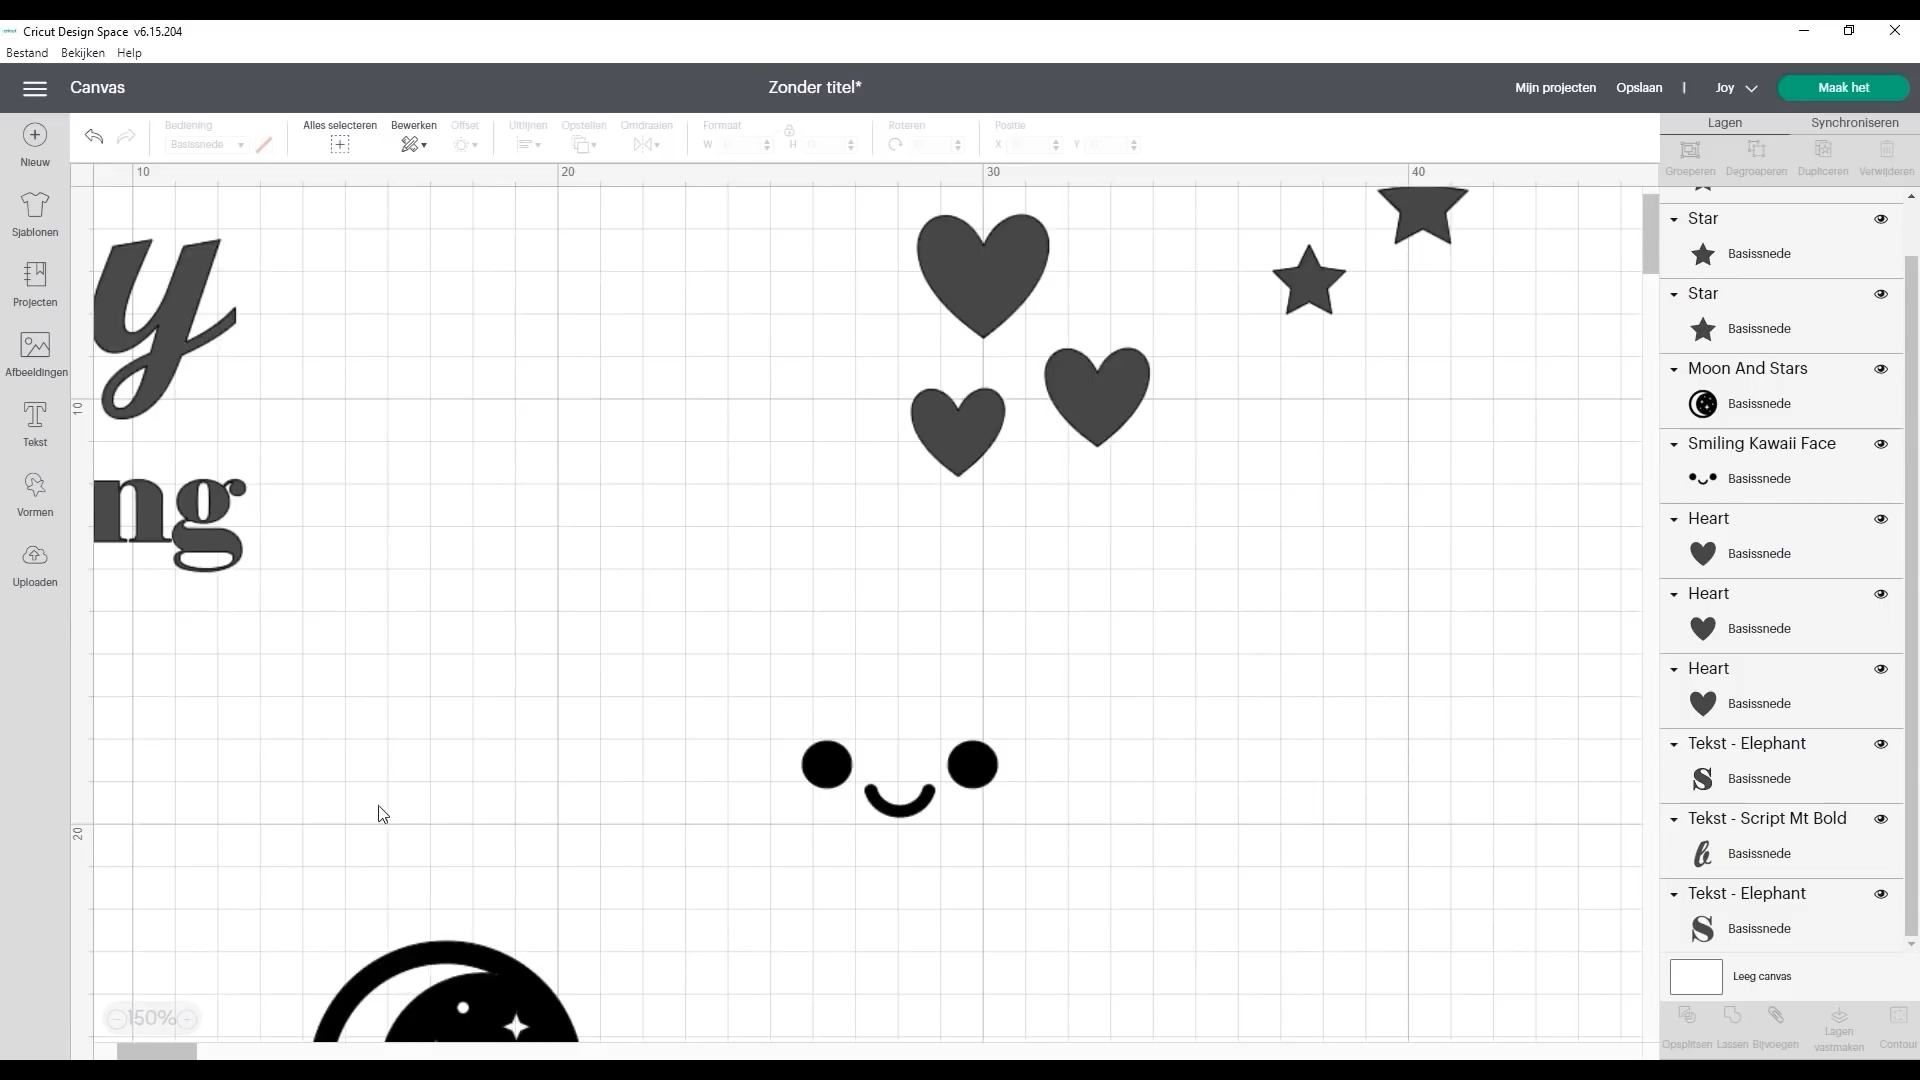 cricut Cricut Design Space v6.15.204
Bestand Bekijken Help
Canvas Zonder titel* Mijn projecten Opslaan | Joy Maak het
Bediening Alles selecteren Bewerken Offset Uitlijnen Opstellen Omdraaien Formaat Roteren Positie
Basissnede W H X Y
Lagen Synchroniseren
Groeperen Degroeperen Dupliceren Verwijderen
Nieuw
Sjablonen
Projecten
Afbeeldingen
Tekst
Vormen
Uploaden
10 20 30 40
10
20
y
ng
150%
Star
Basissnede
Star
Basissnede
Moon And Stars
Basissnede
Smiling Kawaii Face
Basissnede
Heart
Basissnede
Heart
Basissnede
Heart
Basissnede
Tekst - Elephant
S Basissnede
Tekst - Script Mt Bold
b Basissnede
Tekst - Elephant
S Basissnede
Leeg canvas
Opsplitsen Lassen Bijvoegen Lagen vastmaken Contour